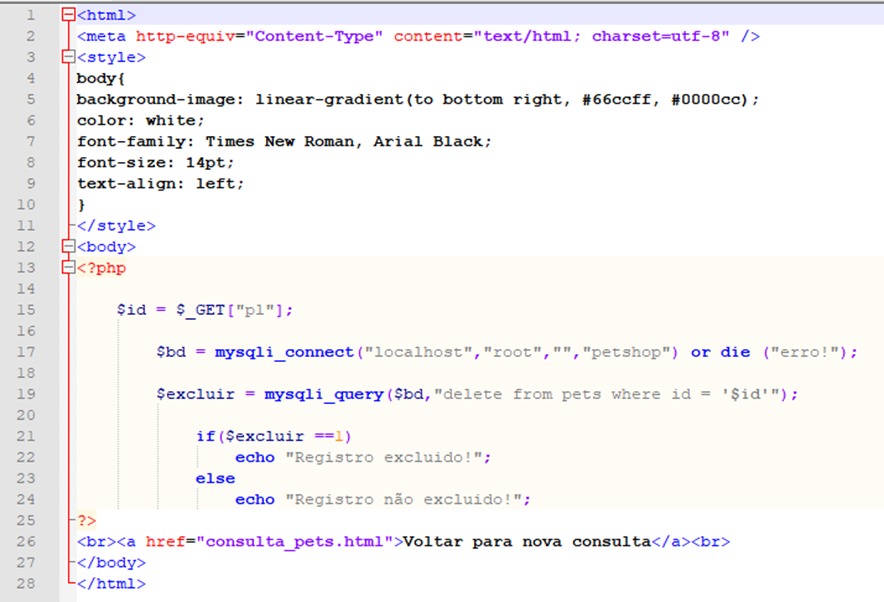 1 <html>
2 <meta http-equiv="Content-Type" content="text/html; charset=utf-8" />
3 <style>
4 body{
5 background-image: linear-gradient(to bottom right, #66ccff, #0000cc);
6 color: white;
7 font-family: Times New Roman, Arial Black;
8 font-size: 14pt;
9 text-align: left;
10 }
11 </style>
12 <body>
13 <?php
14
15 $id = $_GET["pl"];
16
17 $bd = mysqli_connect("localhost","root","","petshop") or die ("erro!");
18
19 $excluir = mysqli_query($bd,"delete from pets where id = '$id'");
20
21 if($excluir ==1)
22 echo "Registro excluido!";
23 else
24 echo "Registro não excluido!";
25 ?>
26 <br><a href="consulta_pets.html">Voltar para nova consulta</a><br>
27 </body>
28 </html>